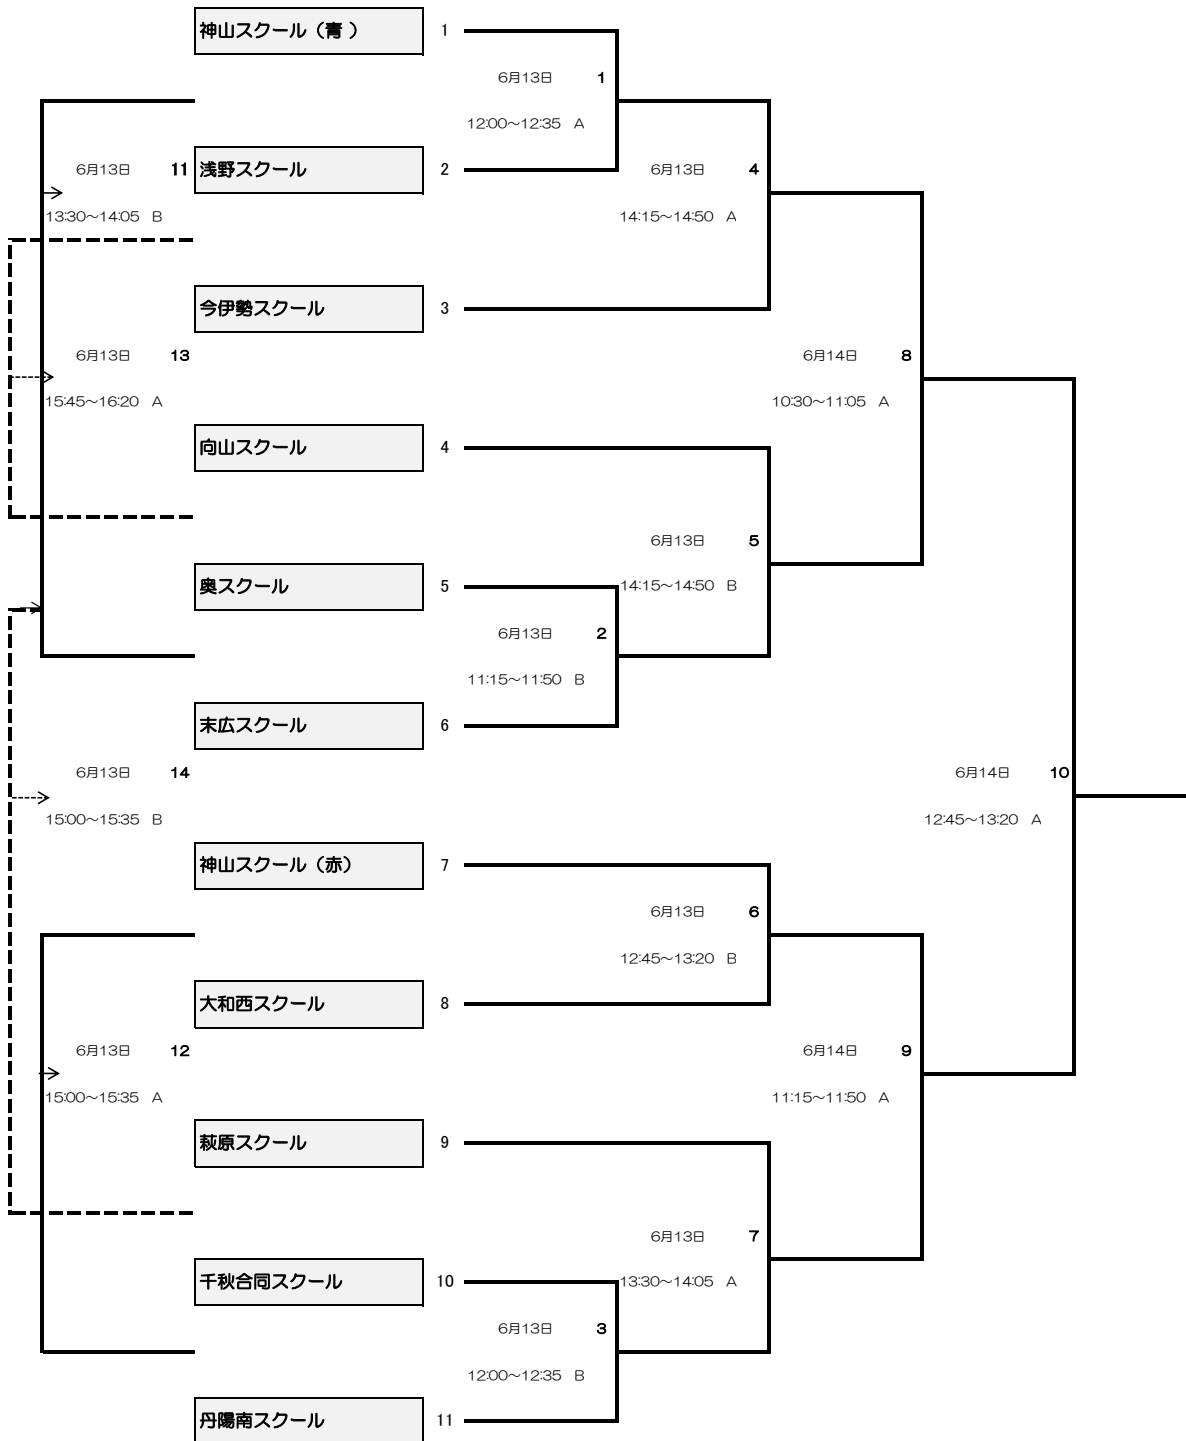 神山スクール（青 ） 1
6月13日 1
12:00～12:35 A
6月13日 11 浅野スクール 2 6月13日 4
13:30～14:05 B 14:15～14:50 A
今伊勢スクール 3
6月13日 13 6月14日 8
15:45～16:20 A 10:30～11:05 A
向山スクール 4
6月13日 5
奥スクール 5 14:15～14:50 B
6月13日 2
11:15～11:50 B
末広スクール 6
6月13日 14 6月14日 10
15:00～15:35 B 12:45～13:20 A
神山スクール（赤） 7
6月13日 6
12:45～13:20 B
大和西スクール 8
6月13日 12 6月14日 9
15:00～15:35 A 11:15～11:50 A
萩原スクール 9
6月13日 7
千秋合同スクール 10 13:30～14:05 A
6月13日 3
12:00～12:35 B
丹陽南スクール 11